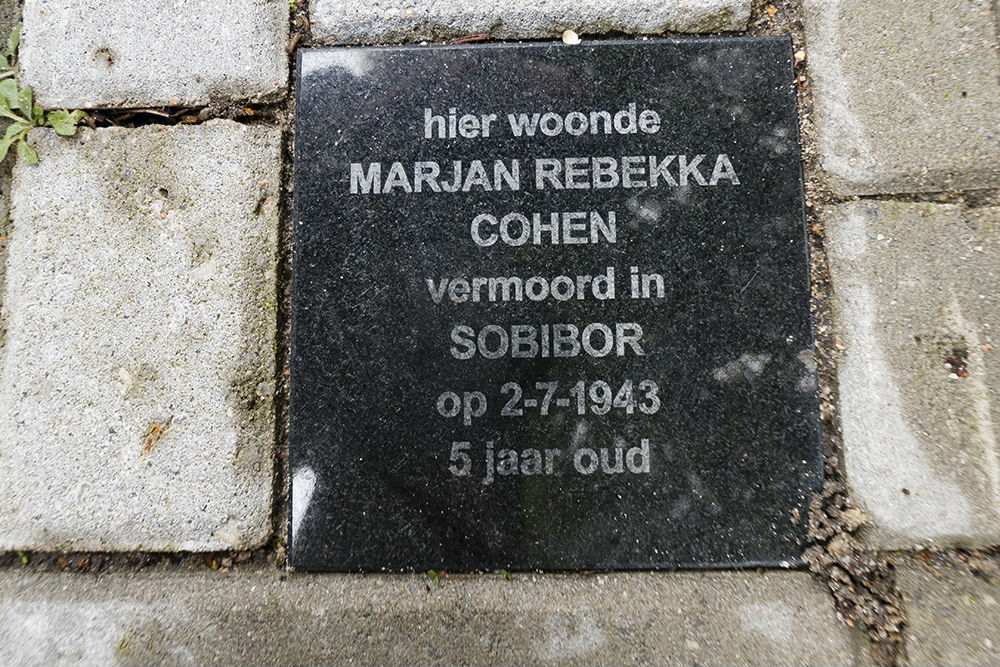 hier woonde
MARJAN REBEKKA
COHEN
vermoord in
SOBIBOR
op 2-7-1943
5 jaar oud